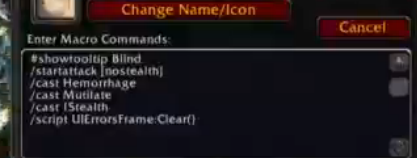 Change Name/Icon
Cancel
Enter Macro Commands:
#showtooltip Blind
/startattack [nostealth]
/cast Hemorrhage
/cast Mutilate
/cast !Stealth
/script UIErrorsFrame:Clear()